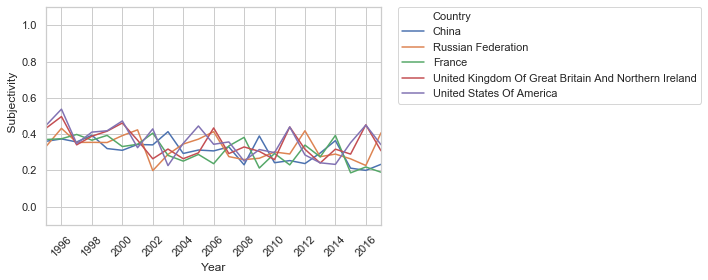 Country
China
Russian Federation
France
United Kingdom Of Great Britain And Northern Ireland
United States Of America
Subjectivity
1.0
0.8
0.6
0.4
0.2
0.0
1996
1998
2000
2002
2004
2006
2008
2010
2012
2014
2016
Year